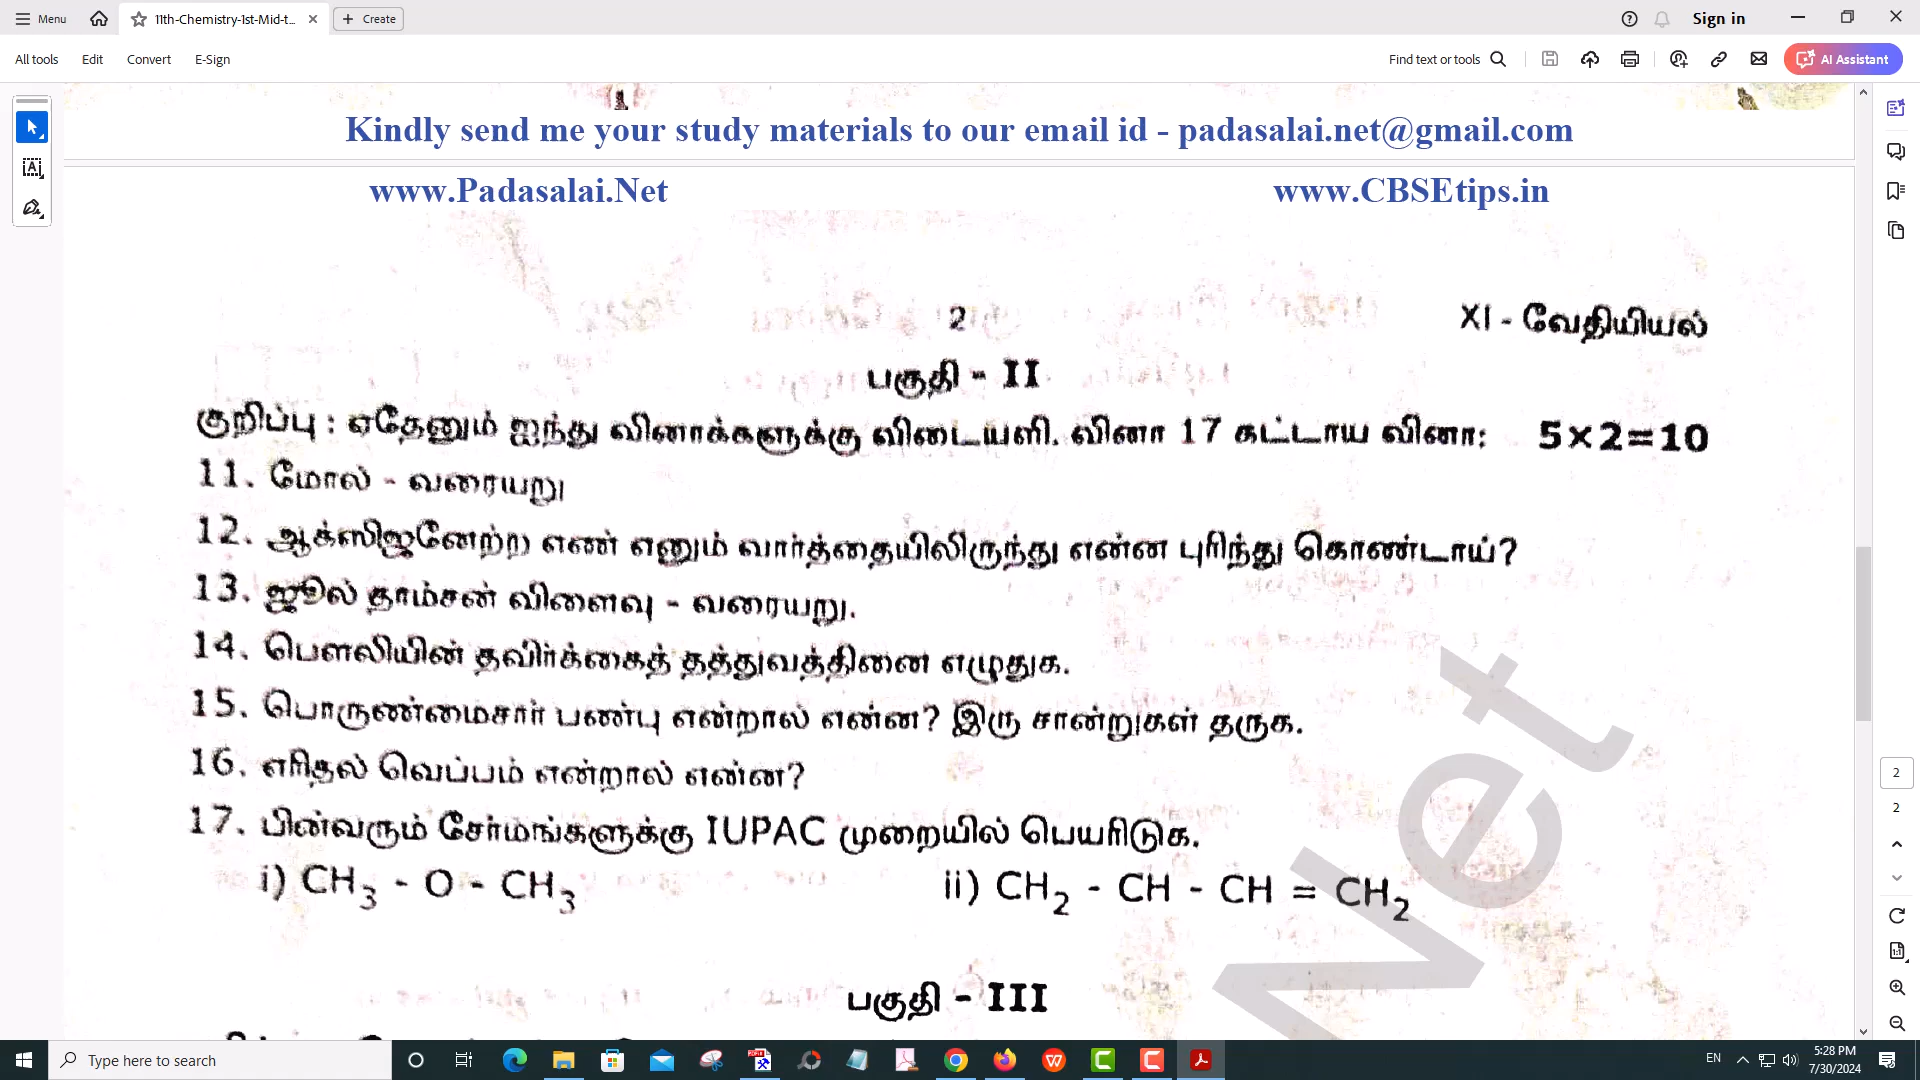 Menu
11th-Chemistry-1st-Mid-t...
Create
Sign in
All tools
Edit
Convert
E-Sign
Find text or tools
AI Assistant
Kindly send me your study materials to our email id - padasalai.net@gmail.com
www.Padasalai.Net www.CBSEtips.in
2 XI - வேதியியல்
பகுதி - II
குறிப்பு : ஏதேனும் ஐந்து வினாக்களுக்கு விடையளி. வினா 17 கட்டாய வினா: 5×2=10
11. மோல் - வரையறு
12. ஆக்ஸிஜனேற்ற எண் எனும் வார்த்தையிலிருந்து என்ன புரிந்து கொண்டாய்?
13. ஜூல் தாம்சன் விளைவு - வரையறு.
14. பௌலியின் தவிர்க்கைத் தத்துவத்தினை எழுதுக.
15. பொருண்மைசார் பண்பு என்றால் என்ன? இரு சான்றுகள் தருக.
16. எரிதல் வெப்பம் என்றால் என்ன?
17. பின்வரும் சேர்மங்களுக்கு IUPAC முறையில் பெயரிடுக.
i) CH3 - O - CH3 ii) CH2 - CH - CH = CH2
பகுதி - III
Net
2
2
Type here to search
EN
5:28 PM
7/30/2024